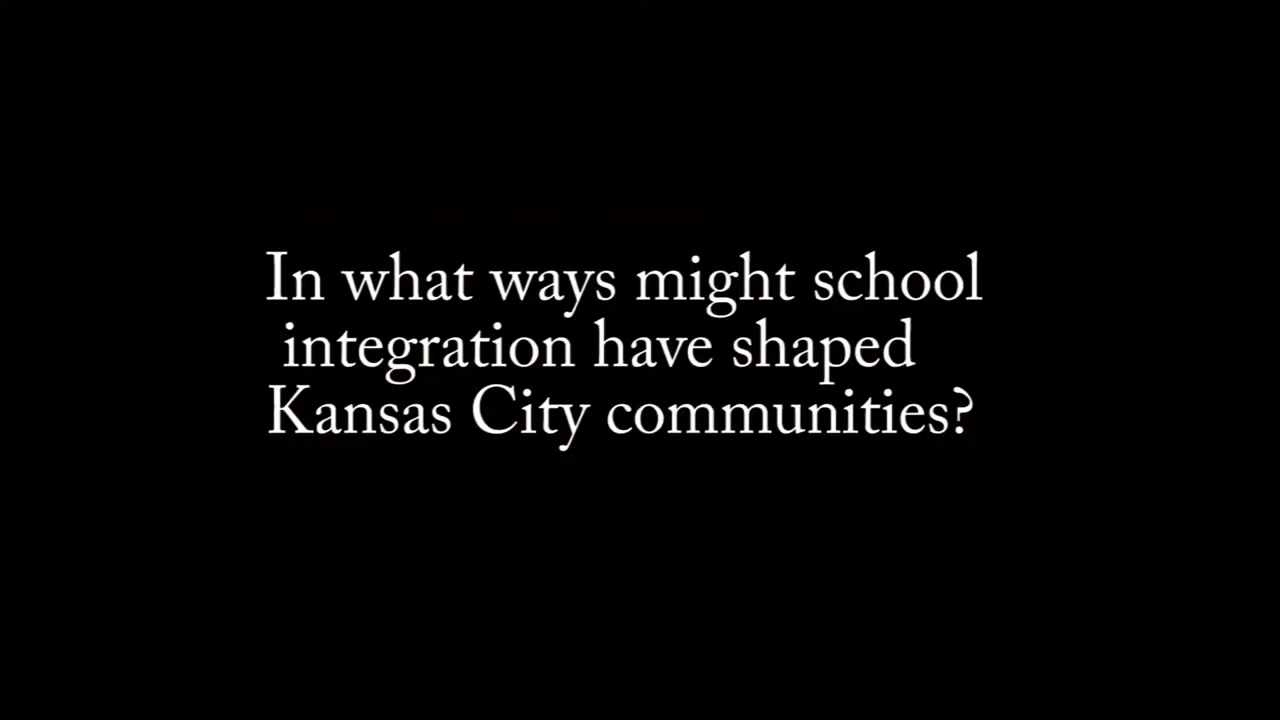 In what ways might school
integration have shaped
Kansas City communities?